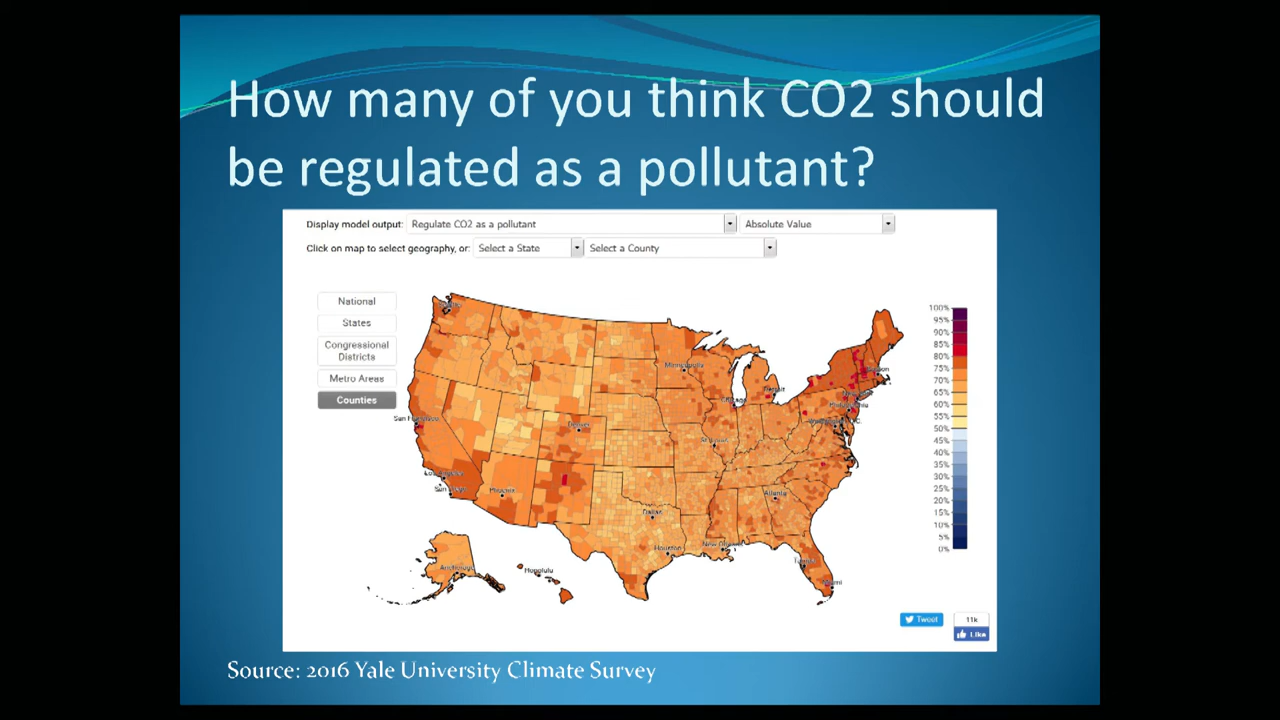 How many of you think CO2 should
be regulated as a pollutant?
Display model output: Regulate CO2 as a pollutant Absolute Value
Click on map to select geography, or: Select a State Select a County
National
States
Congressional
Districts
Metro Areas
Counties
Minneapolis
Detroit
Chicago
San Francisco
Denver
St Louis
Philadelphia
Washington D.C.
Los Angeles
San Diego
Phoenix
Atlanta
Dallas
Houston
New Orleans
Anchorage
Honolulu
Miami
100%
95%
90%
85%
80%
75%
70%
65%
60%
55%
50%
45%
40%
35%
30%
25%
20%
15%
10%
5%
0%
Tweet
11k
Like
Source: 2016 Yale University Climate Survey